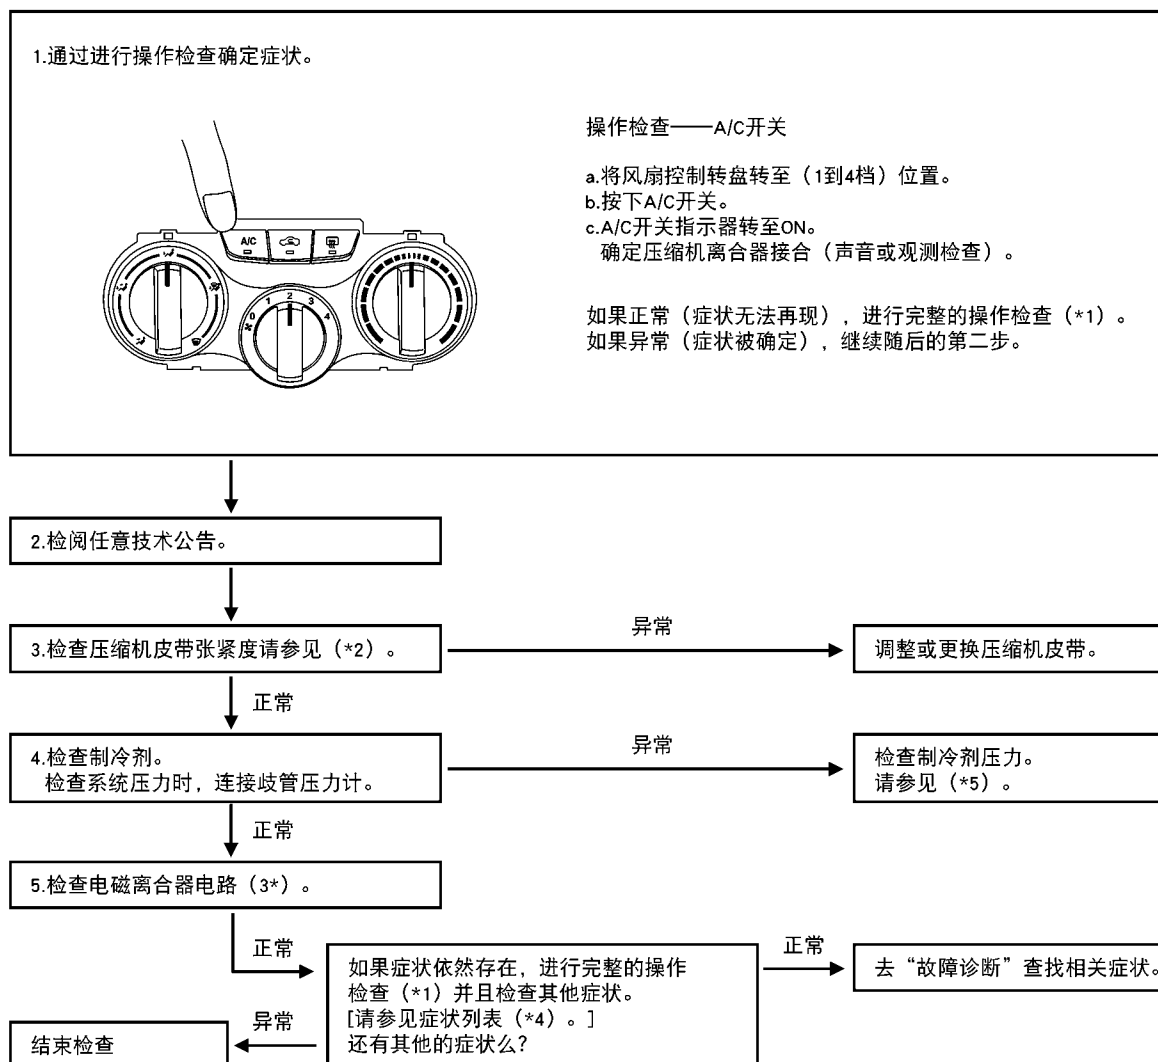 1.通过进行操作检查确定症状。
操作检查——A/C开关
a.将风扇控制转盘转至（1到4档）位置。
b.按下A/C开关。
c.A/C开关指示器转至ON。
确定压缩机离合器接合（声音或观测检查）。
如果正常（症状无法再现），进行完整的操作检查（*1）。
如果异常（症状被确定），继续随后的第二步。
A/C
0 1 2 3 4
2.检阅任意技术公告。
3.检查压缩机皮带张紧度请参见（*2）。
异常
调整或更换压缩机皮带。
正常
4.检查制冷剂。
检查系统压力时，连接歧管压力计。
异常
检查制冷剂压力。
请参见（*5）。
正常
5.检查电磁离合器电路（3*）。
正常
如果症状依然存在，进行完整的操作
检查（*1）并且检查其他症状。
[请参见症状列表（*4）。]
还有其他的症状么?
正常
去“故障诊断”查找相关症状。
异常
结束检查